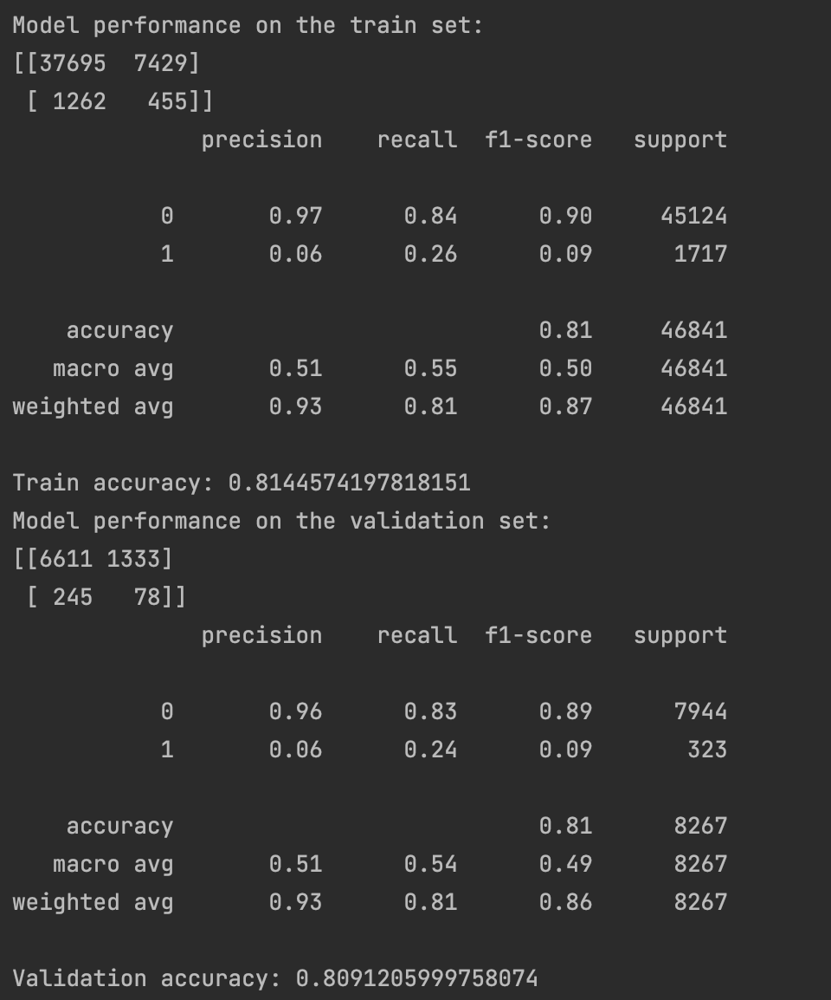 Model performance on the train set:
[[37695  7429]
 [ 1262   455]]
              precision    recall  f1-score   support

           0       0.97      0.84      0.90     45124
           1       0.06      0.26      0.09      1717

    accuracy                           0.81     46841
   macro avg       0.51      0.55      0.50     46841
weighted avg       0.93      0.81      0.87     46841

Train accuracy: 0.8144574197818151
Model performance on the validation set:
[[6611 1333]
 [ 245   78]]
              precision    recall  f1-score   support

           0       0.96      0.83      0.89      7944
           1       0.06      0.24      0.09       323

    accuracy                           0.81      8267
   macro avg       0.51      0.54      0.49      8267
weighted avg       0.93      0.81      0.86      8267

Validation accuracy: 0.8091205999758074